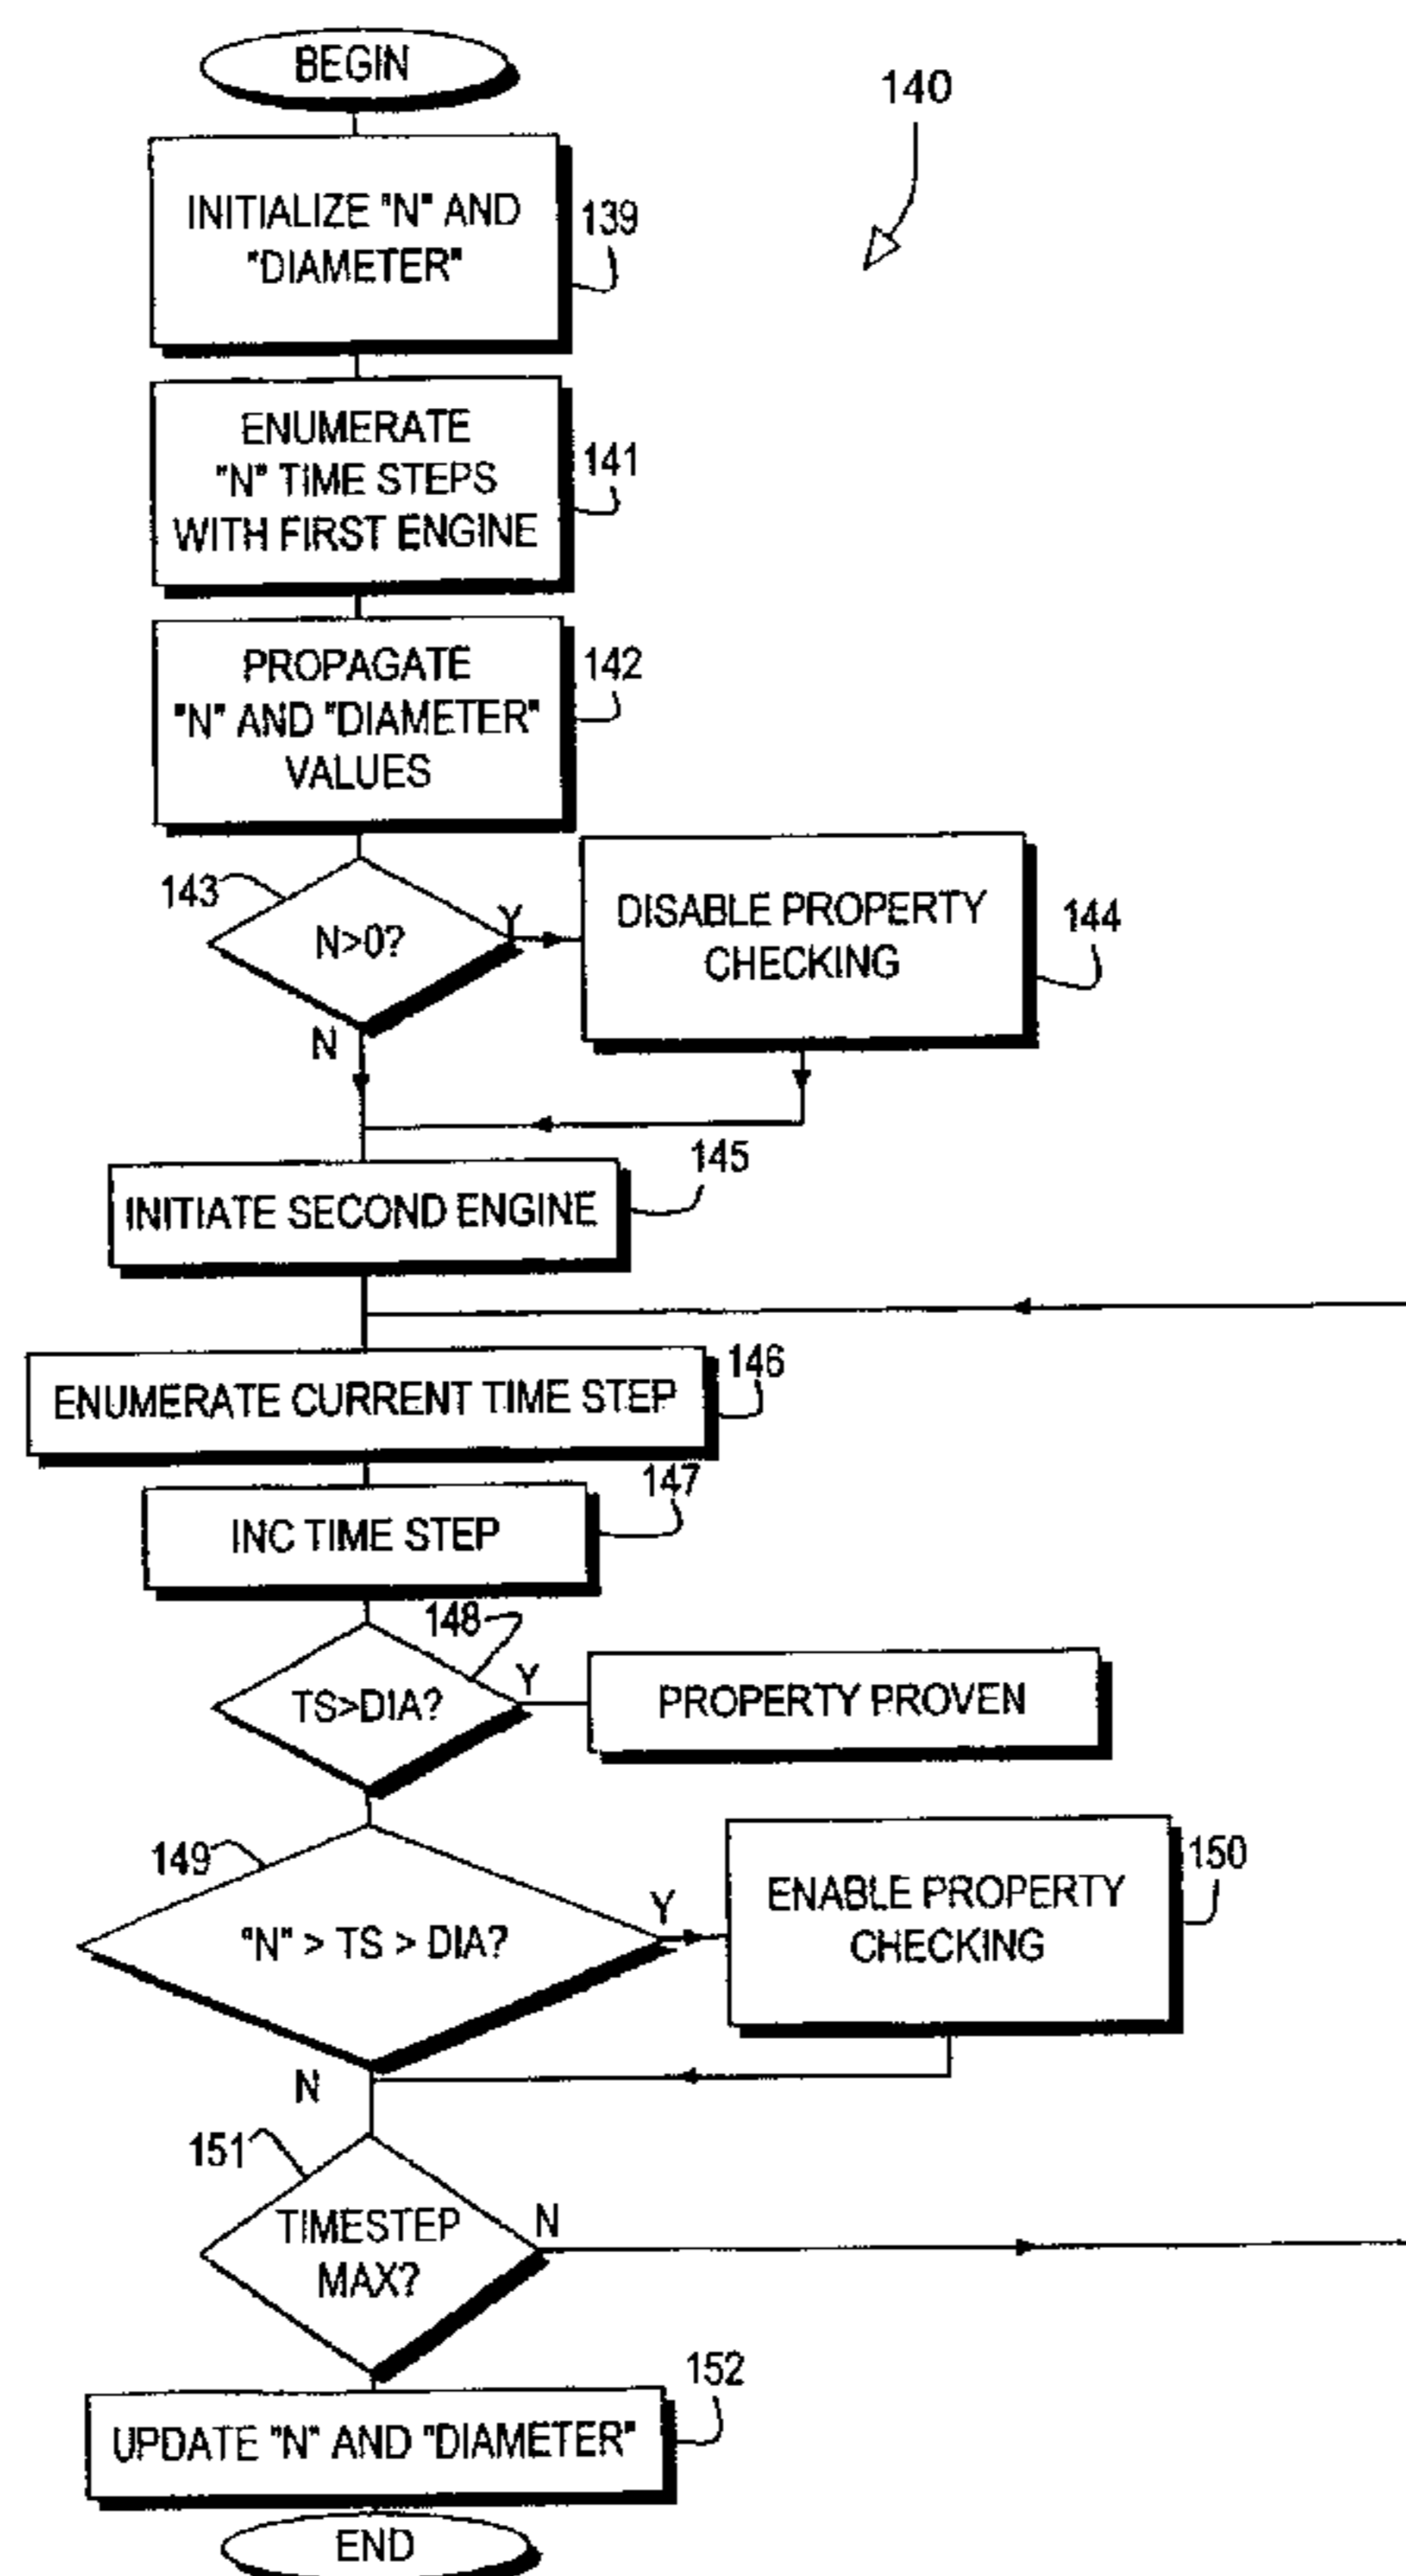 BEGIN
140
INITIALIZE "N" AND
"DIAMETER"
139
ENUMERATE
"N" TIME STEPS
WITH FIRST ENGINE
141
PROPAGATE
"N" AND "DIAMETER"
VALUES
142
143
N>0?
Y
N
DISABLE PROPERTY
CHECKING
144
INITIATE SECOND ENGINE
145
ENUMERATE CURRENT TIME STEP
146
INC TIME STEP
147
148
TS>DIA?
Y
PROPERTY PROVEN
149
"N" > TS > DIA?
Y
N
ENABLE PROPERTY
CHECKING
150
151
TIMESTEP
MAX?
N
UPDATE "N" AND "DIAMETER"
152
END